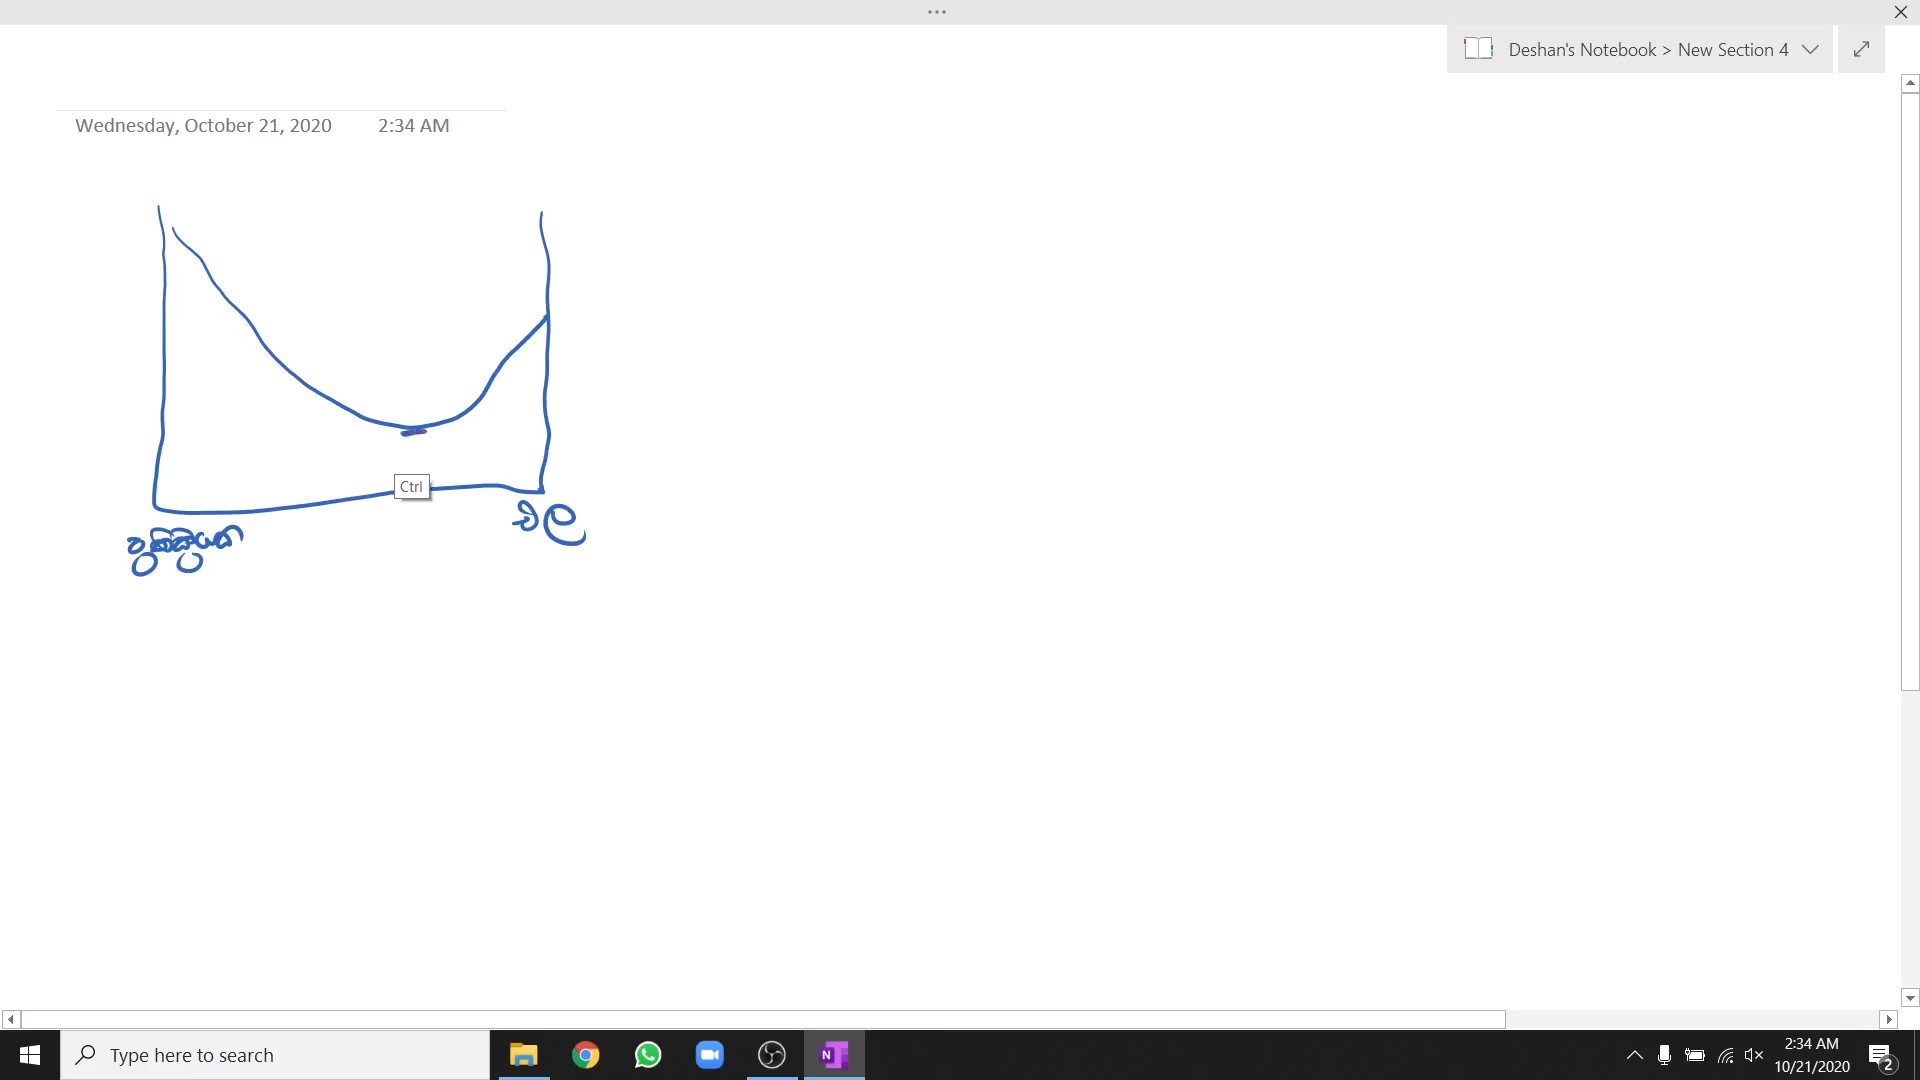 Deshan's Notebook > New Section 4
Wednesday, October 21, 2020 2:34 AM
Ctrl
Type here to search
2:34 AM
10/21/2020
2